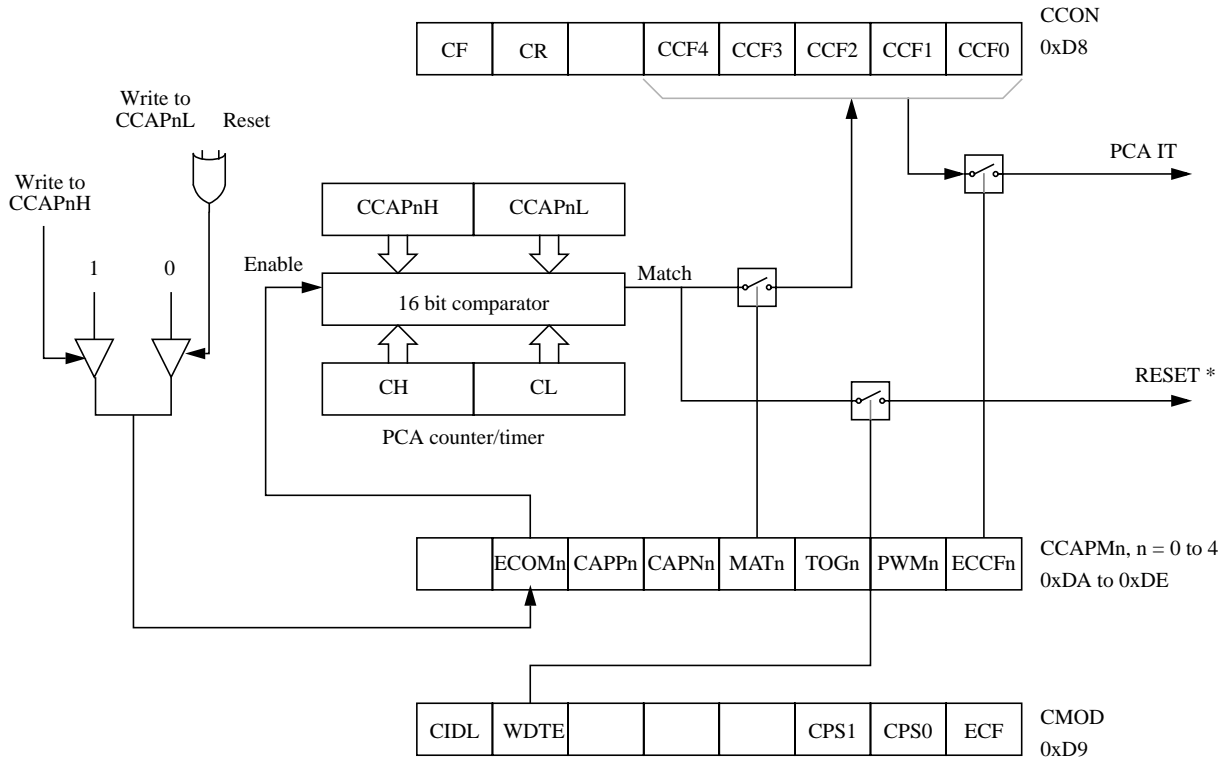 CCON
CF CR CCF4 CCF3 CCF2 CCF1 CCF0
0xD8
Write to
CCAPnL Reset
PCA IT
Write to
CCAPnH
CCAPnH CCAPnL
1 0 Enable Match
16 bit comparator
CH CL
RESET *
PCA counter/timer
CCAPMn, n = 0 to 4
ECOMn CAPPn CAPNn MATn TOGn PWMn ECCFn
0xDA to 0xDE
CMOD
CIDL WDTE CPS1 CPS0 ECF
0xD9